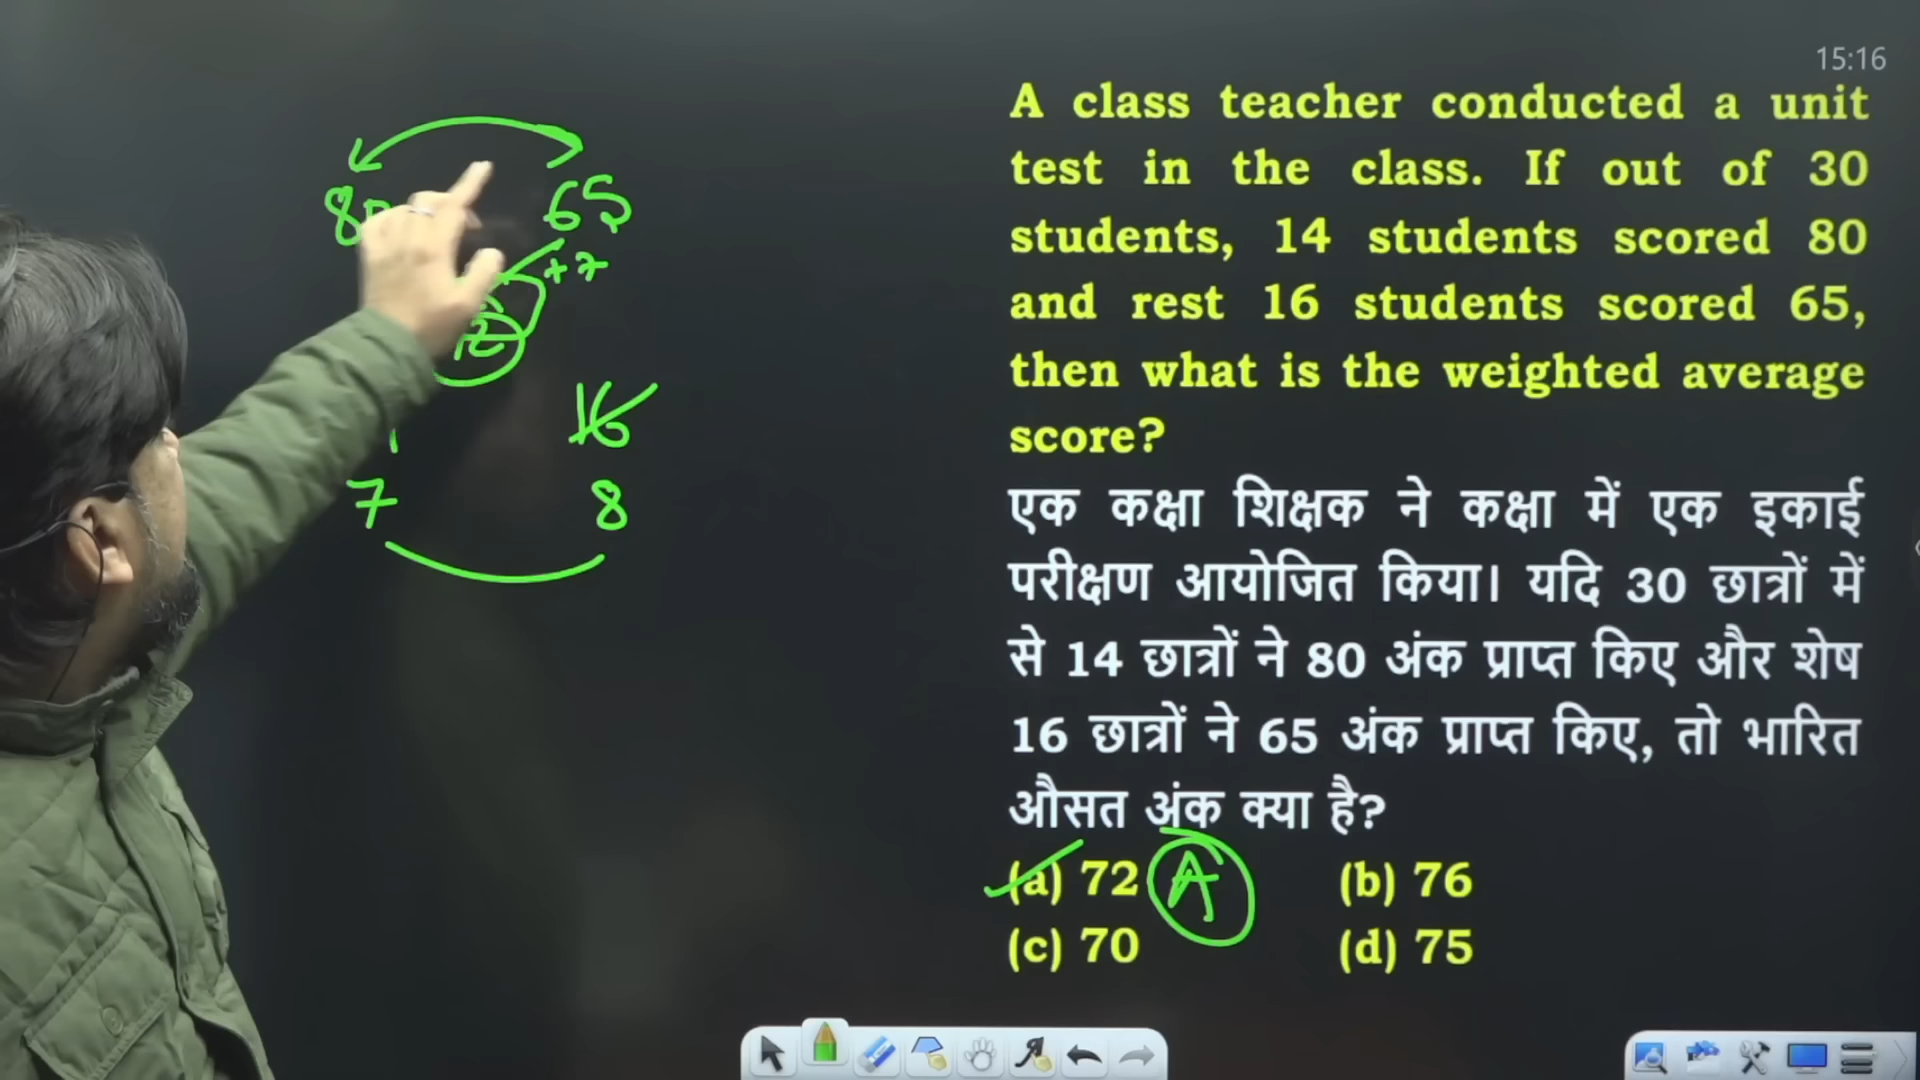 15:16
A class teacher conducted a unit
test in the class. If out of 30
students, 14 students scored 80
and rest 16 students scored 65,
then what is the weighted average
score?
एक कक्षा शिक्षक ने कक्षा में एक इकाई
परीक्षण आयोजित किया। यदि 30 छात्रों में
से 14 छात्रों ने 80 अंक प्राप्त किए और शेष
16 छात्रों ने 65 अंक प्राप्त किए, तो भारित
औसत अंक क्या है?
(a) 72 A (b) 76
(c) 70 (d) 75
65
+7
16
7 8